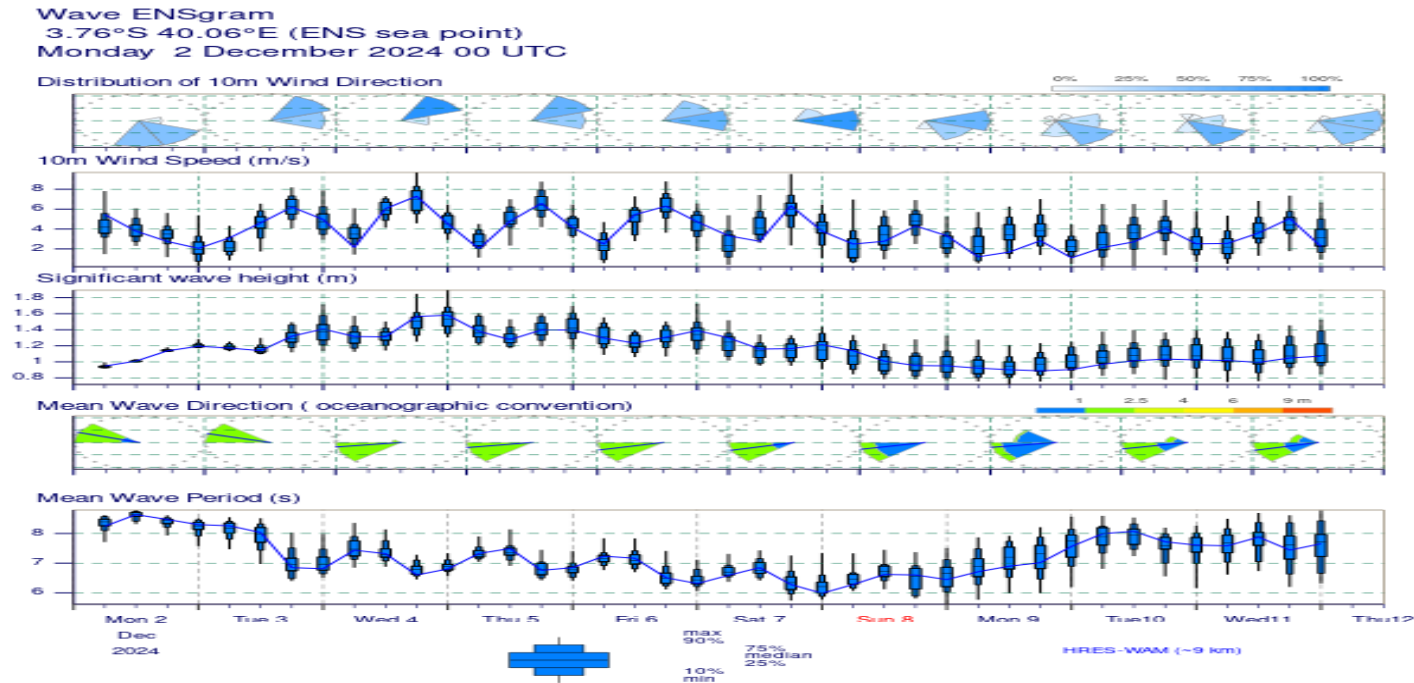 Wave ENSgram
3.76°S 40.06°E (ENS sea point)
Monday 2 December 2024 00 UTC
Distribution of 10m Wind Direction
0% 25% 50% 75% 100%
10m Wind Speed (m/s)
8
6
4
2
Significant wave height (m)
1.8
1.6
1.4
1.2
1
0.8
Mean Wave Direction ( oceanographic convention)
1 2.5 4 6 9 m
Mean Wave Period (s)
8
7
6
Mon 2 Tue 3 Wed 4 Thu 5 Fri 6 Sat 7 Sun 8 Mon 9 Tue10 Wed11 Thu12
Dec
2024
max
90%
75%
median
25%
10%
min
HRES-WAM (~9 km)